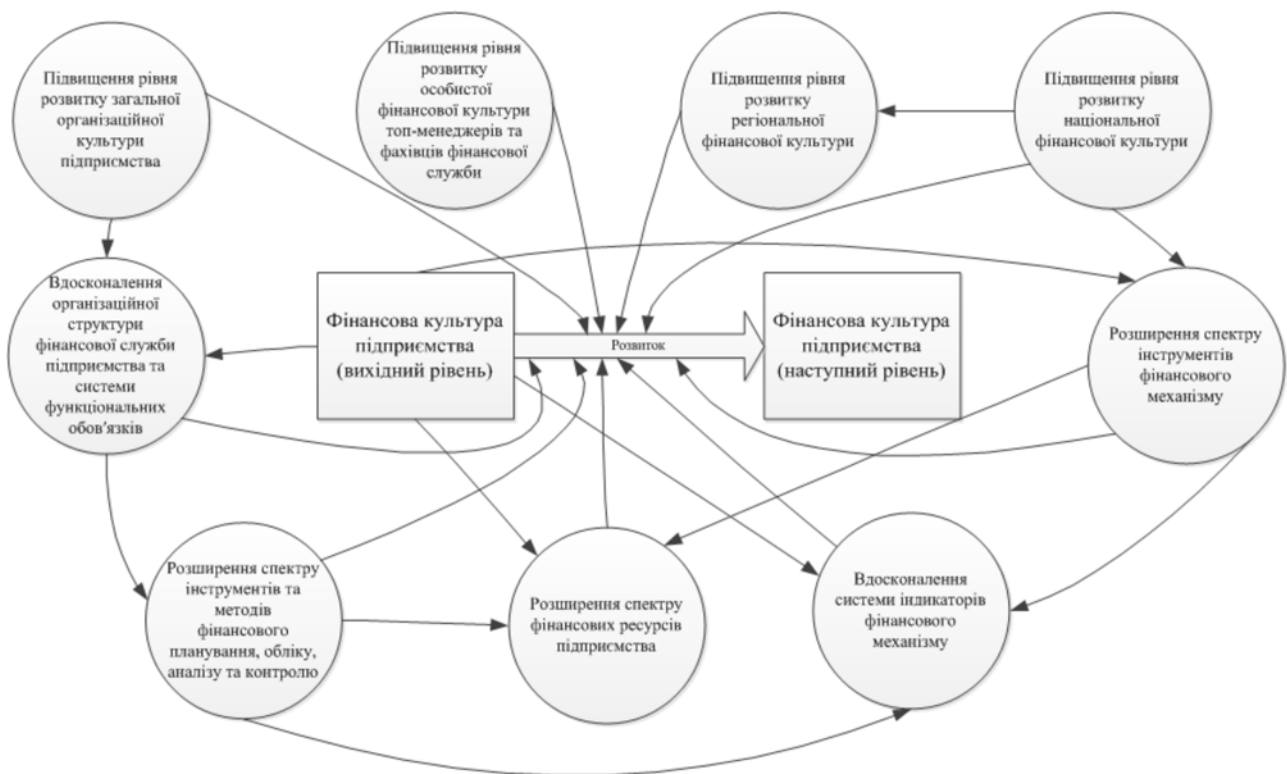 Підвищення рівня
розвитку загальної
організаційної
культури
підприємства
Підвищення рівня
розвитку
особистої
фінансової культури
топ-менеджерів та
фахівців фінансової
служби
Підвищення рівня
розвитку
регіональної
фінансової культури
Підвищення рівня
розвитку
національної
фінансової культури
Вдосконалення
організаційної
структури
фінансової служби
підприємства та
системи
функціональних
обов'язків
Фінансова культура
підприємства
(вихідний рівень)
Розвиток
Фінансова культура
підприємства
(наступний рівень)
Розширення спектру
інструментів
фінансового
механізму
Розширення спектру
інструментів та
методів
фінансового
планування, обліку,
аналізу та контролю
Розширення спектру
фінансових ресурсів
підприємства
Вдосконалення
системи індикаторів
фінансового
механізму